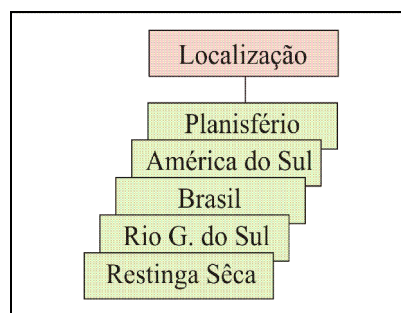 Localização
Planisfério
América do Sul
Brasil
Rio G. do Sul
Restinga Sêca